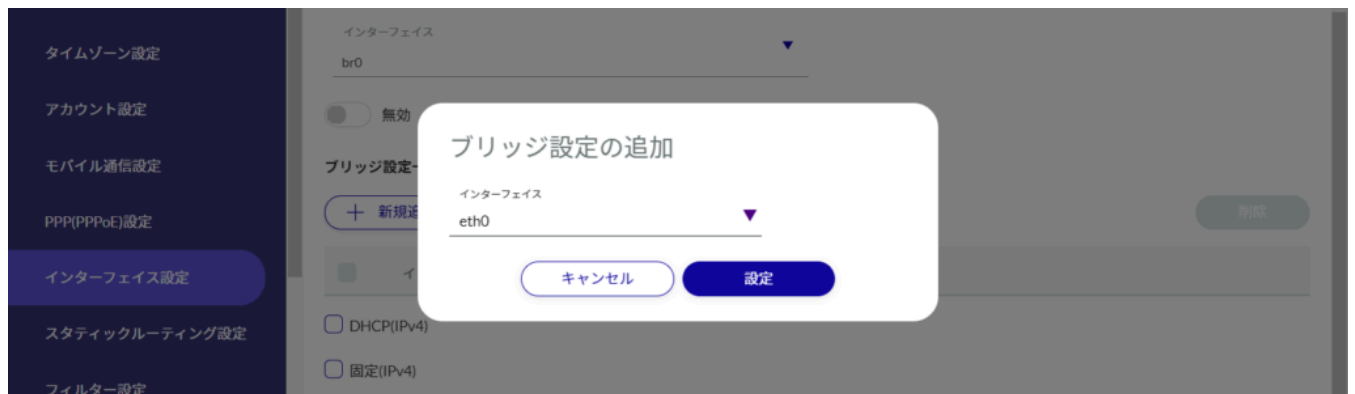 タイムゾーン設定
アカウント設定
モバイル通信設定
PPP(PPPoE)設定
インターフェイス設定
スタティックルーティング設定
フィルター設定
インターフェイス
br0
無効
ブリッジ設定
新規追
削除
イ
DHCP(IPv4)
固定(IPv4)
ブリッジ設定の追加
インターフェイス
eth0
キャンセル
設定